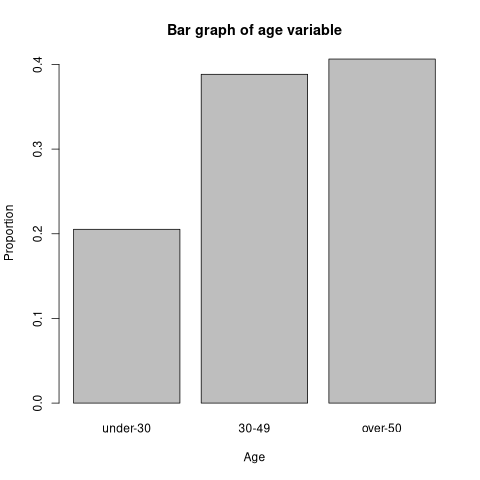 Bar graph of age variable
Proportion
0.4
0.3
0.2
0.1
0.0
under-30
30-49
over-50
Age